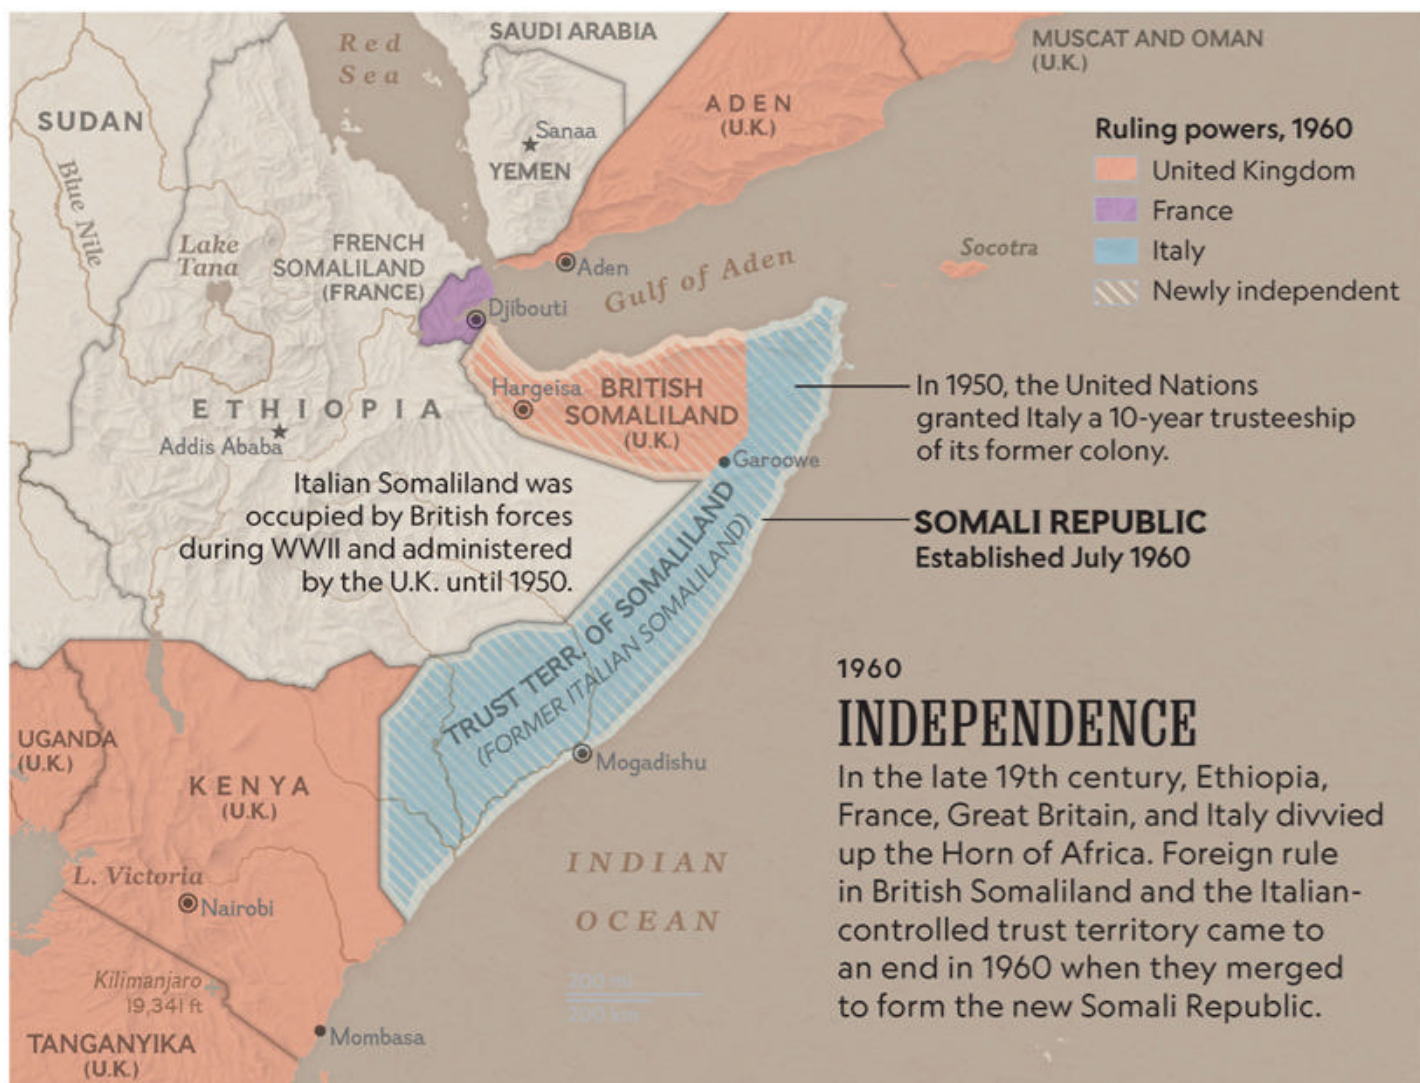 SAUDI ARABIA
Red
Sea
MUSCAT AND OMAN
(U.K.)
SUDAN
ADEN
(U.K.)
Sanaa
YEMEN
Blue Nile
Ruling powers, 1960
United Kingdom
France
Italy
Newly independent
Lake
Tana
FRENCH
SOMALILAND
(FRANCE)
Aden
Gulf of Aden
Socotra
Djibouti
Hargeisa
BRITISH
SOMALILAND
(U.K.)
ETHIOPIA
Addis Ababa
Garoowe
In 1950, the United Nations
granted Italy a 10-year trusteeship
of its former colony.
Italian Somaliland was
occupied by British forces
during WWII and administered
by the U.K. until 1950.
SOMALI REPUBLIC
Established July 1960
TRUST TERR. OF SOMALILAND
(FORMER ITALIAN SOMALILAND)
1960
INDEPENDENCE
In the late 19th century, Ethiopia,
France, Great Britain, and Italy divvied
up the Horn of Africa. Foreign rule
in British Somaliland and the Italian-
controlled trust territory came to
an end in 1960 when they merged
to form the new Somali Republic.
UGANDA
(U.K.)
KENYA
(U.K.)
Mogadishu
L. Victoria
Nairobi
INDIAN
OCEAN
Kilimanjaro
19,341 ft
200 mi
200 km
Mombasa
TANGANYIKA
(U.K.)